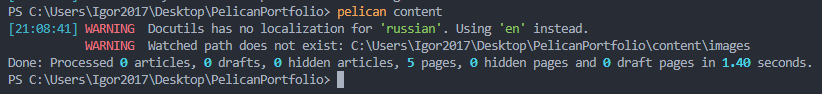 PS C:\Users\Igor2017\Desktop\PelicanPortfolio> pelican content
[21:08:41] WARNING Docutils has no localization for 'russian'. Using 'en' instead.
WARNING Watched path does not exist: C:\Users\Igor2017\Desktop\PelicanPortfolio\content\images
Done: Processed 0 articles, 0 drafts, 0 hidden articles, 5 pages, 0 hidden pages and 0 draft pages in 1.40 seconds.
PS C:\Users\Igor2017\Desktop\PelicanPortfolio>